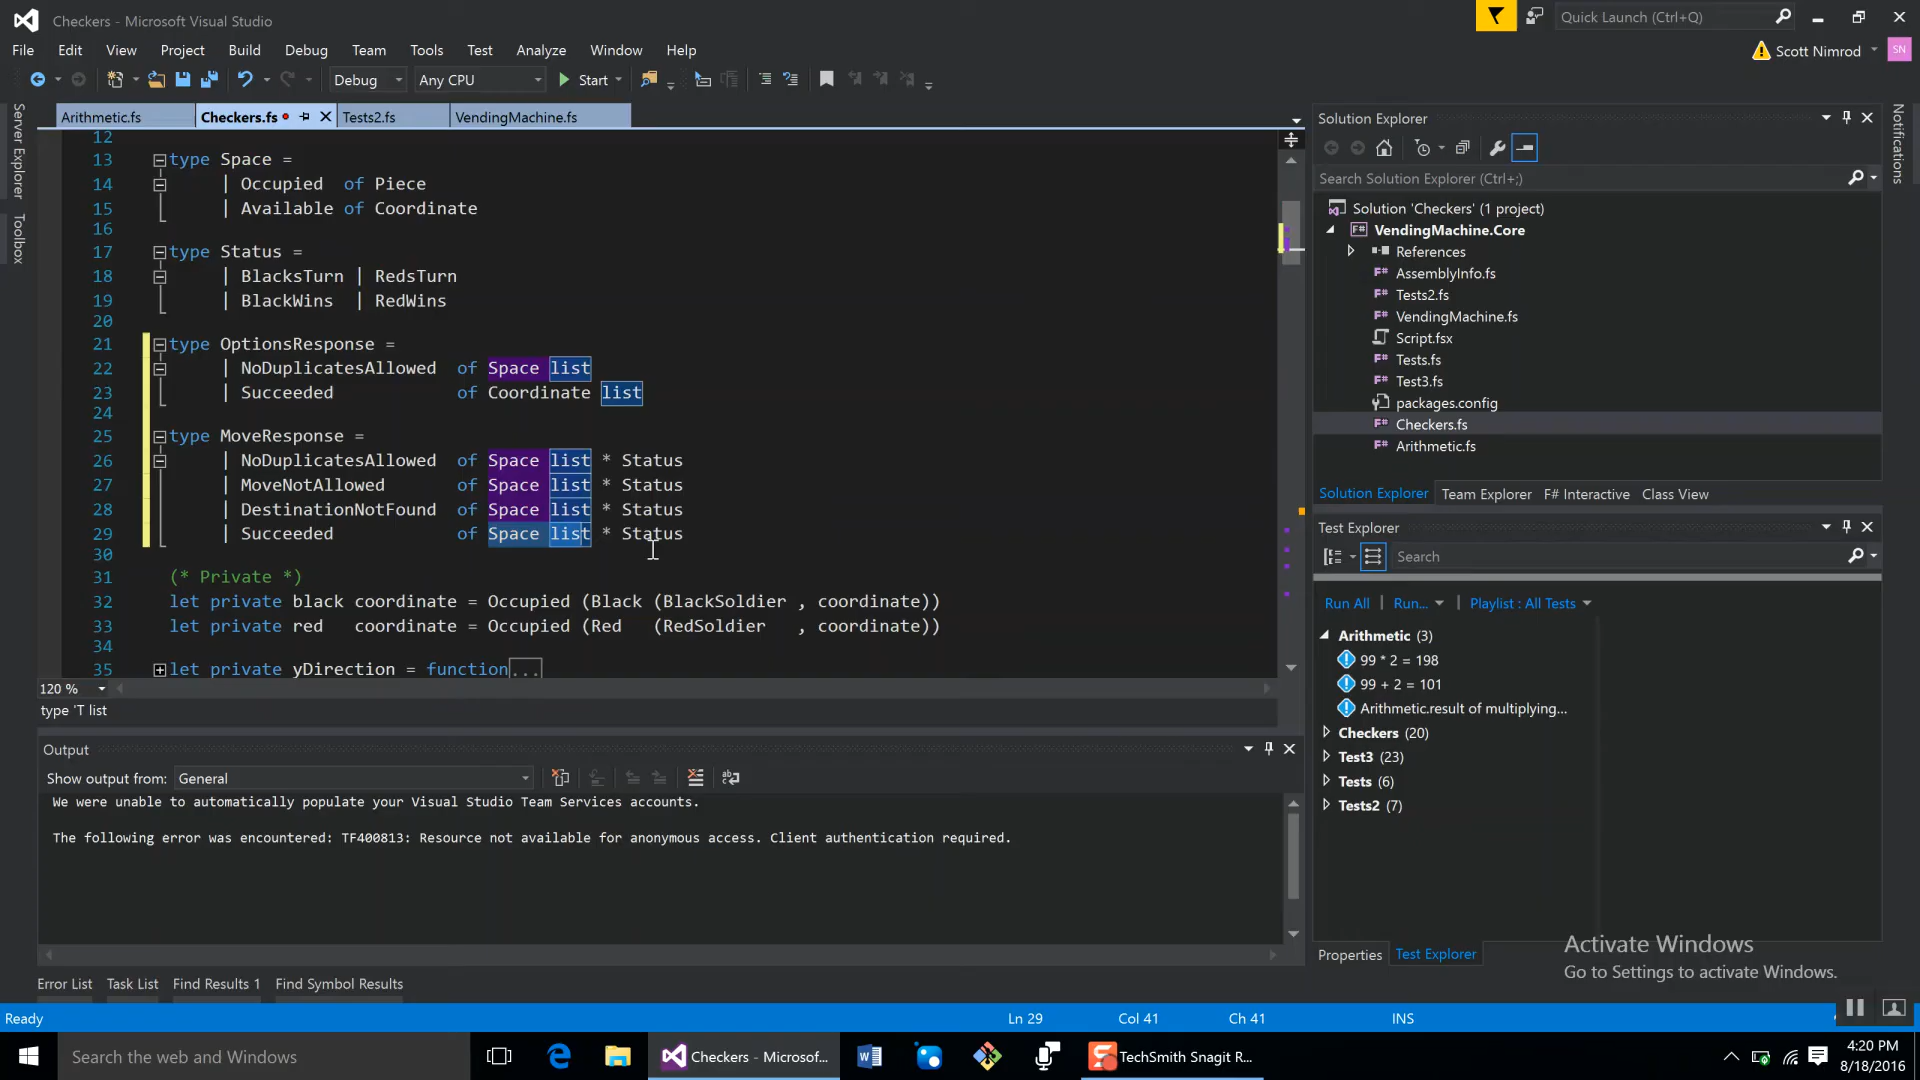 Checkers - Microsoft Visual Studio
Quick Launch (Ctrl+Q)
File Edit View Project Build Debug Team Tools Test Analyze Window Help
Scott Nimrod SN
Debug Any CPU Start
Server Explorer
Toolbox
Notifications
Arithmetic.fs Checkers.fs Tests2.fs VendingMachine.fs
12
13 type Space =
14 | Occupied of Piece
15 | Available of Coordinate
16
17 type Status =
18 | BlacksTurn | RedsTurn
19 | BlackWins | RedWins
20
21 type OptionsResponse =
22 | NoDuplicatesAllowed of Space list
23 | Succeeded of Coordinate list
24
25 type MoveResponse =
26 | NoDuplicatesAllowed of Space list * Status
27 | MoveNotAllowed of Space list * Status
28 | DestinationNotFound of Space list * Status
29 | Succeeded of Space list * Status
30
31 (* Private *)
32 let private black coordinate = Occupied (Black (BlackSoldier , coordinate))
33 let private red coordinate = Occupied (Red (RedSoldier , coordinate))
34
35 let private yDirection = function...
120 %
type 'T list
Output
Show output from: General
We were unable to automatically populate your Visual Studio Team Services accounts.
The following error was encountered: TF400813: Resource not available for anonymous access. Client authentication required.
Error List Task List Find Results 1 Find Symbol Results
Solution Explorer
Search Solution Explorer (Ctrl+;)
Solution 'Checkers' (1 project)
F# VendingMachine.Core
References
F# AssemblyInfo.fs
F# Tests2.fs
F# VendingMachine.fs
Script.fsx
F# Tests.fs
F# Test3.fs
packages.config
F# Checkers.fs
F# Arithmetic.fs
Solution Explorer Team Explorer F# Interactive Class View
Test Explorer
Search
Run All Run... Playlist : All Tests
Arithmetic (3)
99 * 2 = 198
99 + 2 = 101
Arithmetic.result of multiplying...
Checkers (20)
Test3 (23)
Tests (6)
Tests2 (7)
Activate Windows
Go to Settings to activate Windows.
Properties Test Explorer
Ready Ln 29 Col 41 Ch 41 INS
Search the web and Windows
Checkers - Microsof...
TechSmith Snagit R...
4:20 PM
8/18/2016